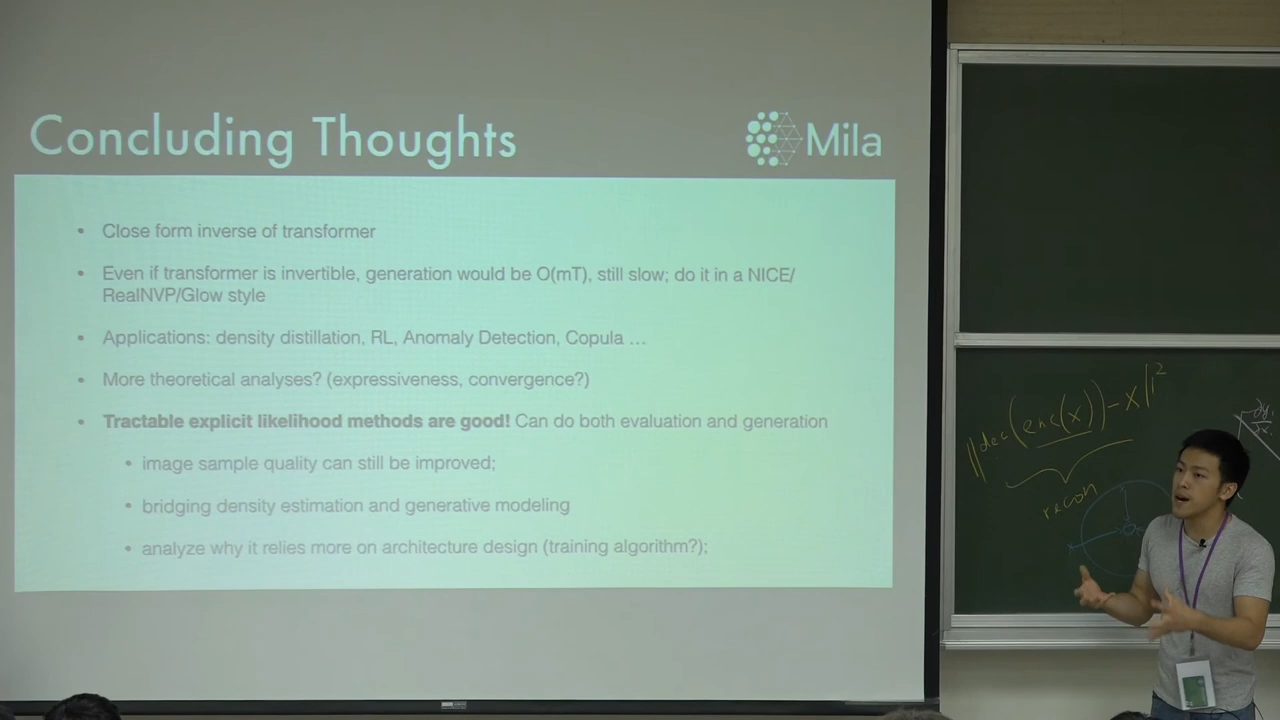 Concluding Thoughts
Mila
• Close form inverse of transformer
• Even if transformer is invertible, generation would be O(mT), still slow; do it in a NICE/
RealNVP/Glow style
• Applications: density distillation, RL, Anomaly Detection, Copula ...
• More theoretical analyses? (expressiveness, convergence?)
• Tractable explicit likelihood methods are good! Can do both evaluation and generation
• image sample quality can still be improved;
• bridging density estimation and generative modeling
• analyze why it relies more on architecture design (training algorithm?);
||dec(enc(x))-x||²
recon